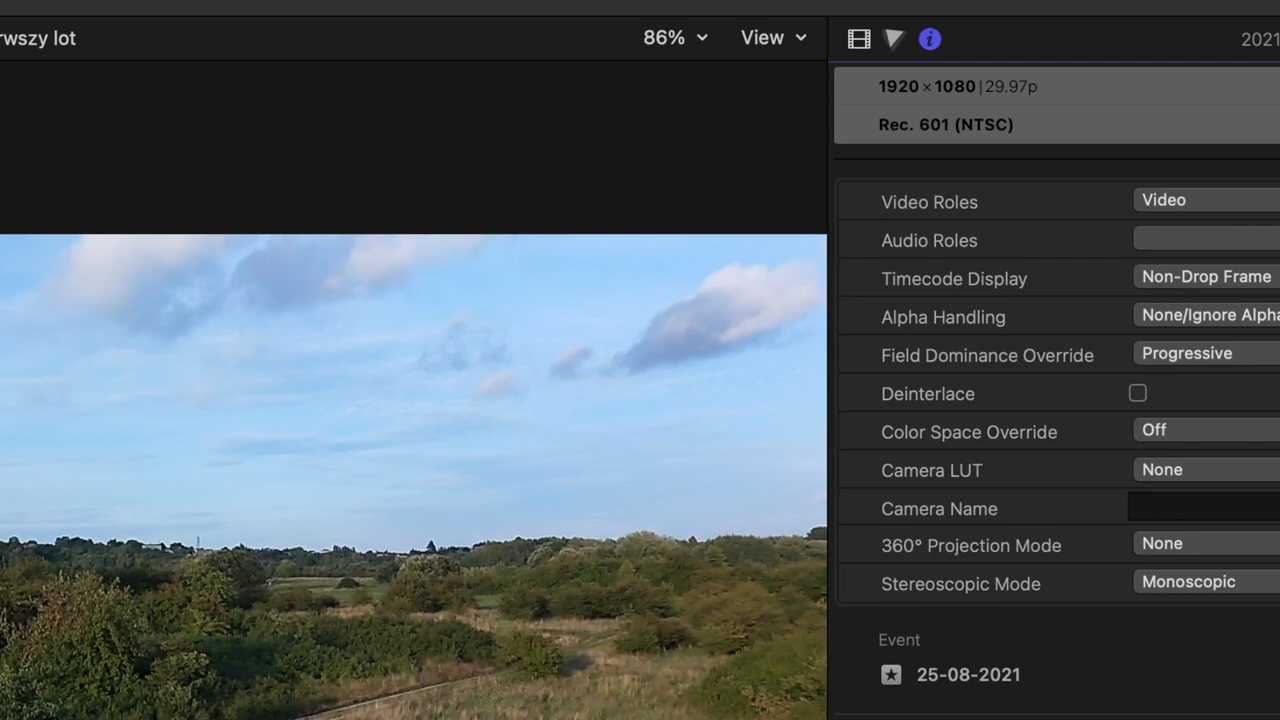 rwszy lot
86%
View
2021
1920 × 1080 | 29.97p
Rec. 601 (NTSC)
Video Roles
Video
Audio Roles
Timecode Display
Non-Drop Frame
Alpha Handling
None/Ignore Alpha
Field Dominance Override
Progressive
Deinterlace
Color Space Override
Off
Camera LUT
None
Camera Name
360° Projection Mode
None
Stereoscopic Mode
Monoscopic
Event
25-08-2021